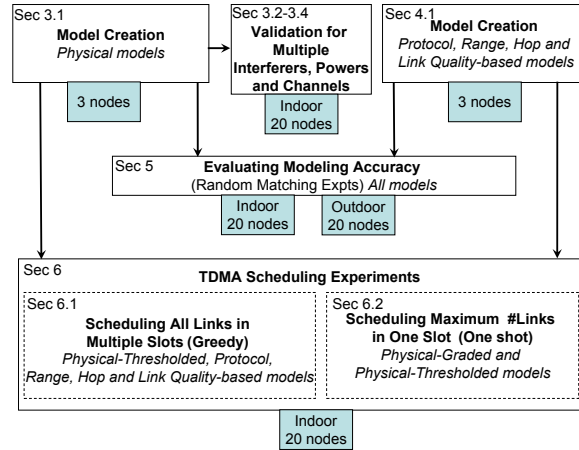 Sec 3.1
Model Creation
Physical models
3 nodes
Sec 3.2-3.4
Validation for
Multiple
Interferers, Powers
and Channels
Indoor
20 nodes
Sec 4.1
Model Creation
Protocol, Range, Hop and
Link Quality-based models
3 nodes
Sec 5
Evaluating Modeling Accuracy
(Random Matching Expts) All models
Indoor
20 nodes
Outdoor
20 nodes
Sec 6
TDMA Scheduling Experiments
Sec 6.1
Scheduling All Links in
Multiple Slots (Greedy)
Physical-Thresholded, Protocol,
Range, Hop and Link Quality-based models
Sec 6.2
Scheduling Maximum #Links
in One Slot (One shot)
Physical-Graded and
Physical-Thresholded models
Indoor
20 nodes